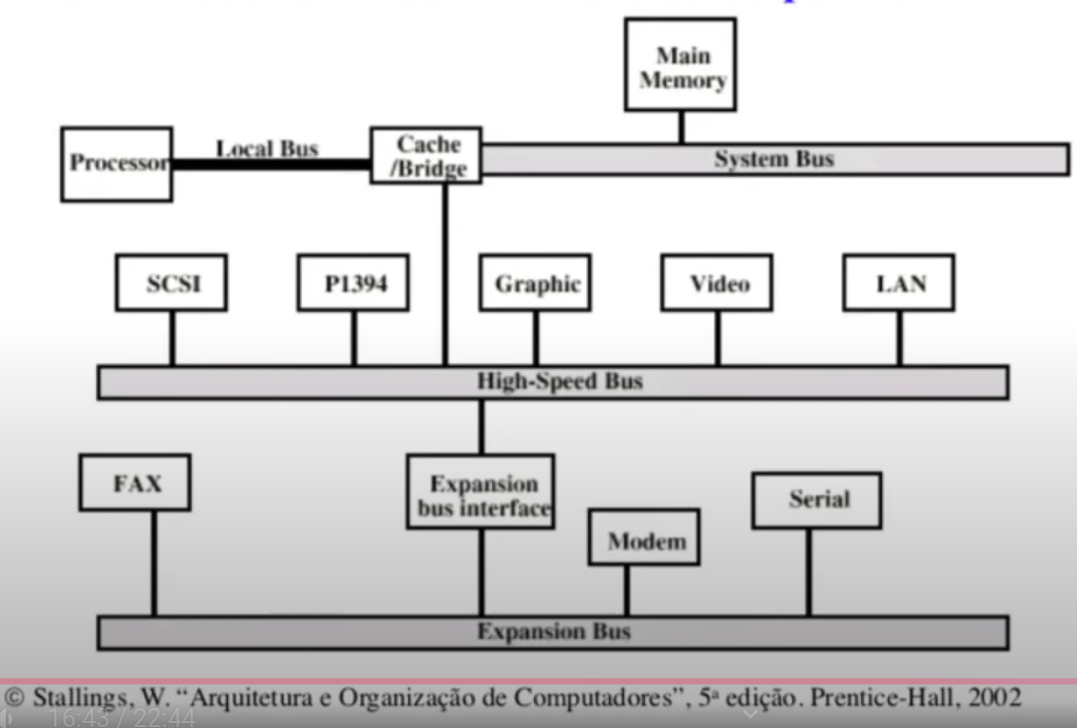 Main
Memory
Processor
Local Bus
Cache
/Bridge
System Bus
SCSI
P1394
Graphic
Video
LAN
High-Speed Bus
FAX
Expansion
bus interface
Modem
Serial
Expansion Bus
© Stallings, W. “Arquitetura e Organização de Computadores”, 5ª edição. Prentice-Hall, 2002
16:43 / 22:44